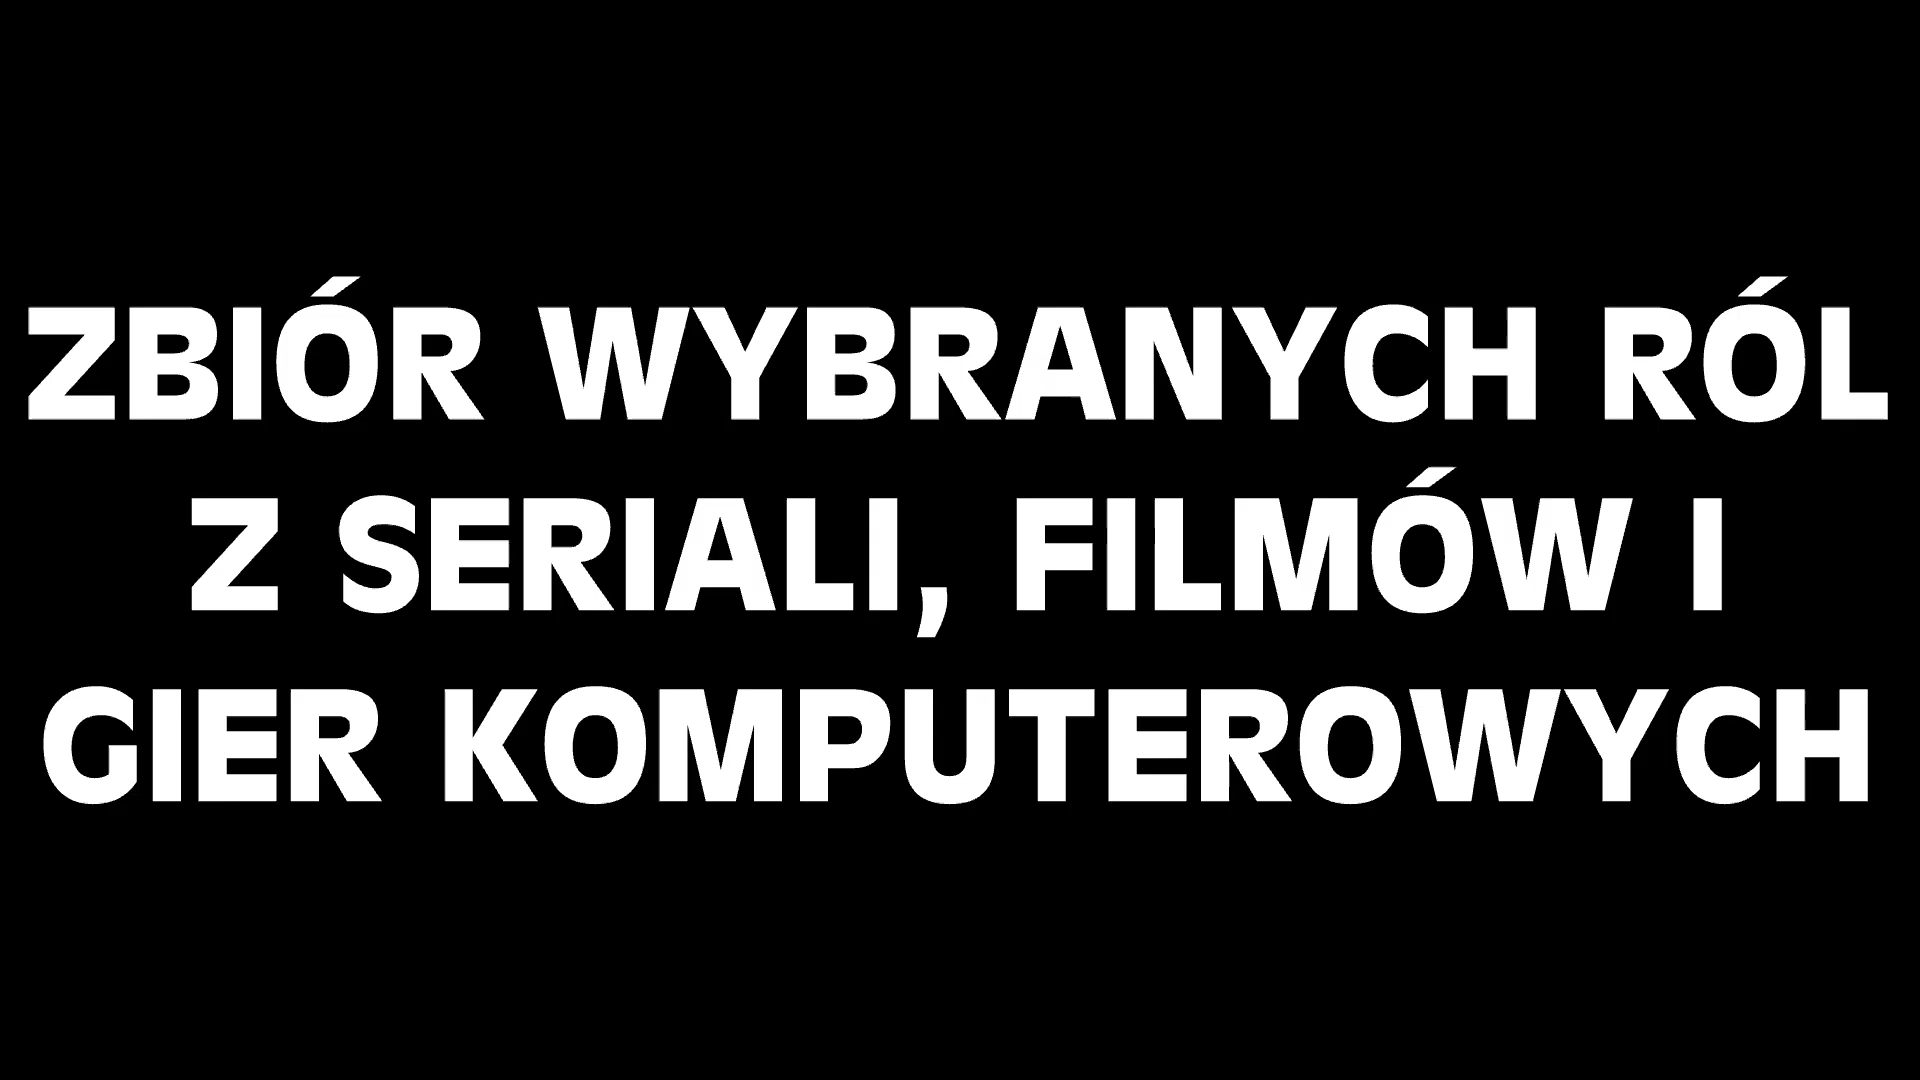 ZBIÓR WYBRANYCH RÓL
Z SERIALI, FILMÓW I
GIER KOMPUTEROWYCH